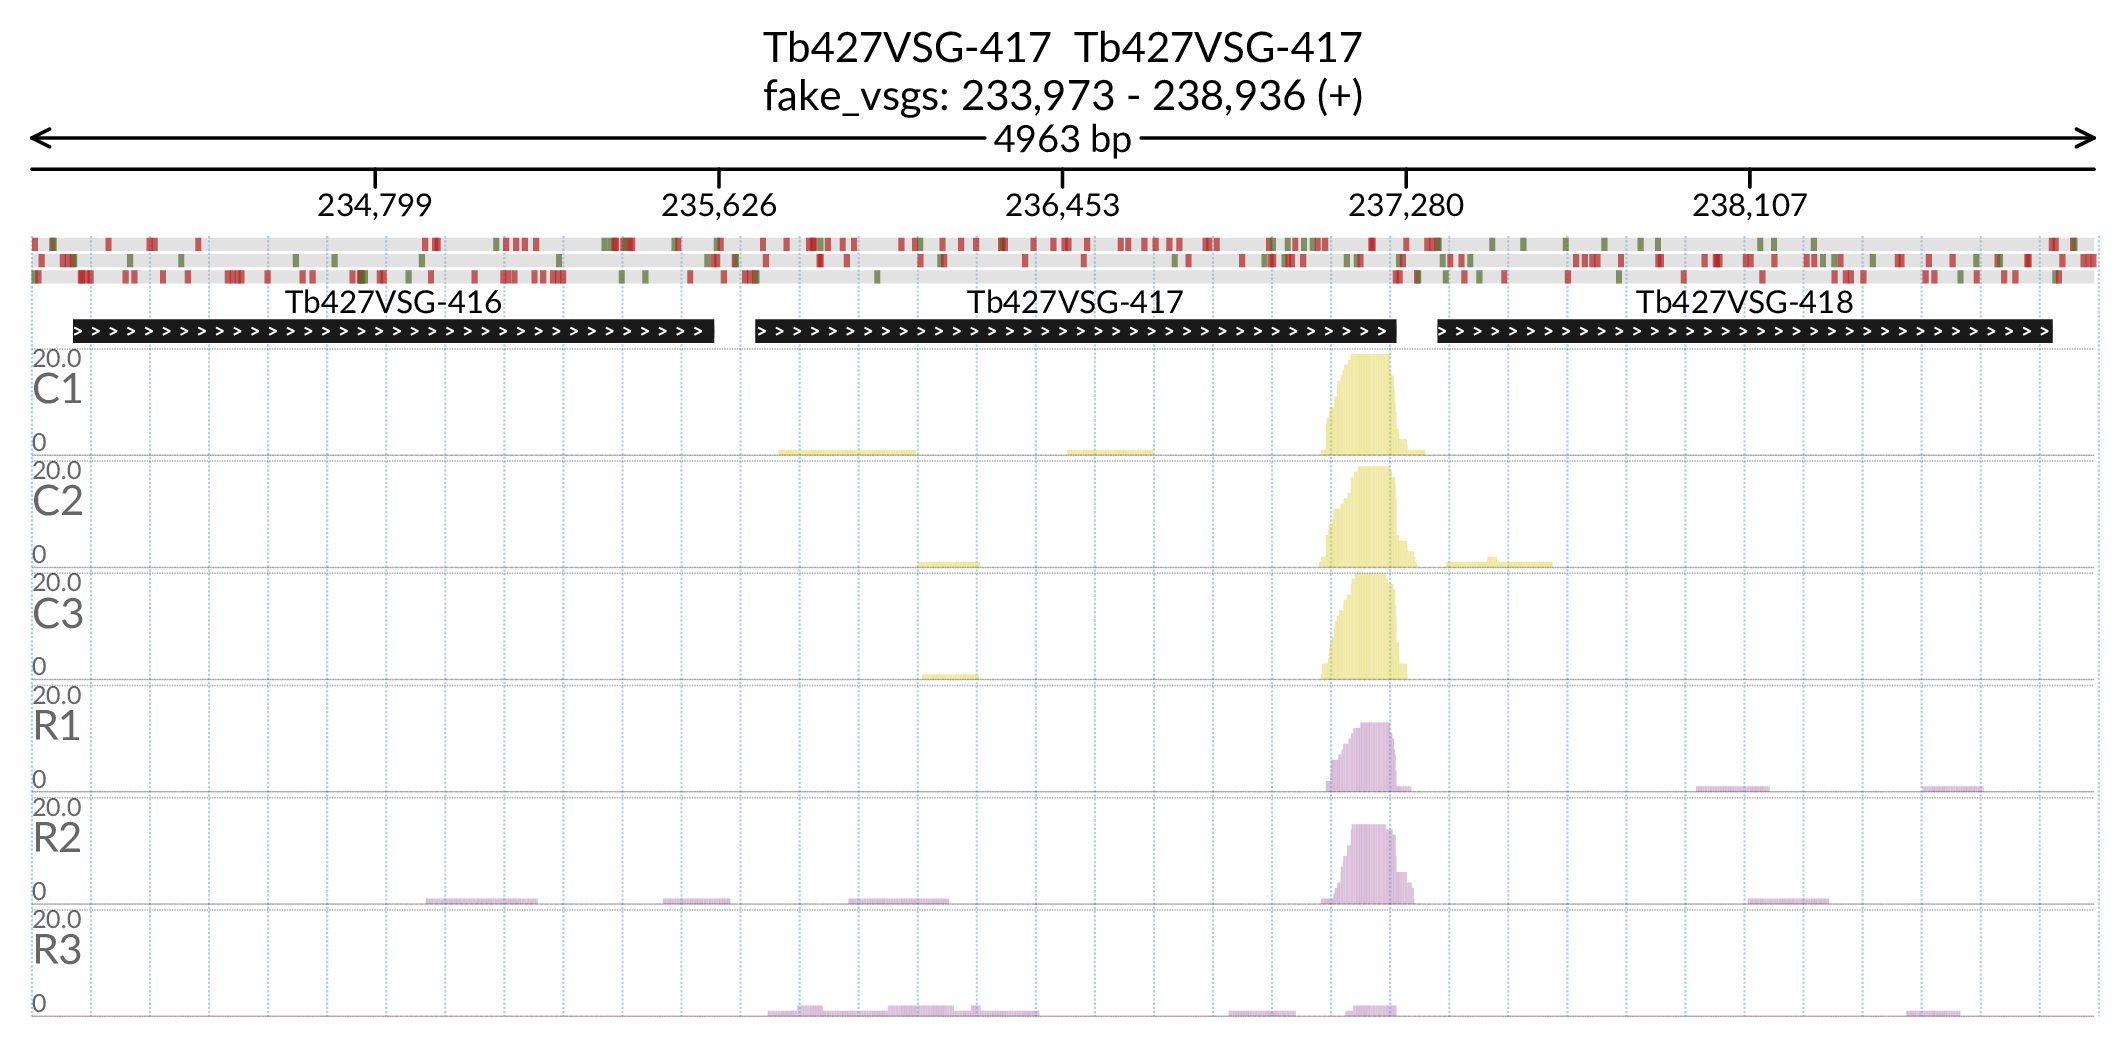 Tb427VSG-417  Tb427VSG-417
fake_vsgs: 233,973 - 238,936 (+)
4963 bp
234,799 235,626 236,453 237,280 238,107
Tb427VSG-416 Tb427VSG-417 Tb427VSG-418
20.0
C1
0
20.0
C2
0
20.0
C3
0
20.0
R1
0
20.0
R2
0
20.0
R3
0